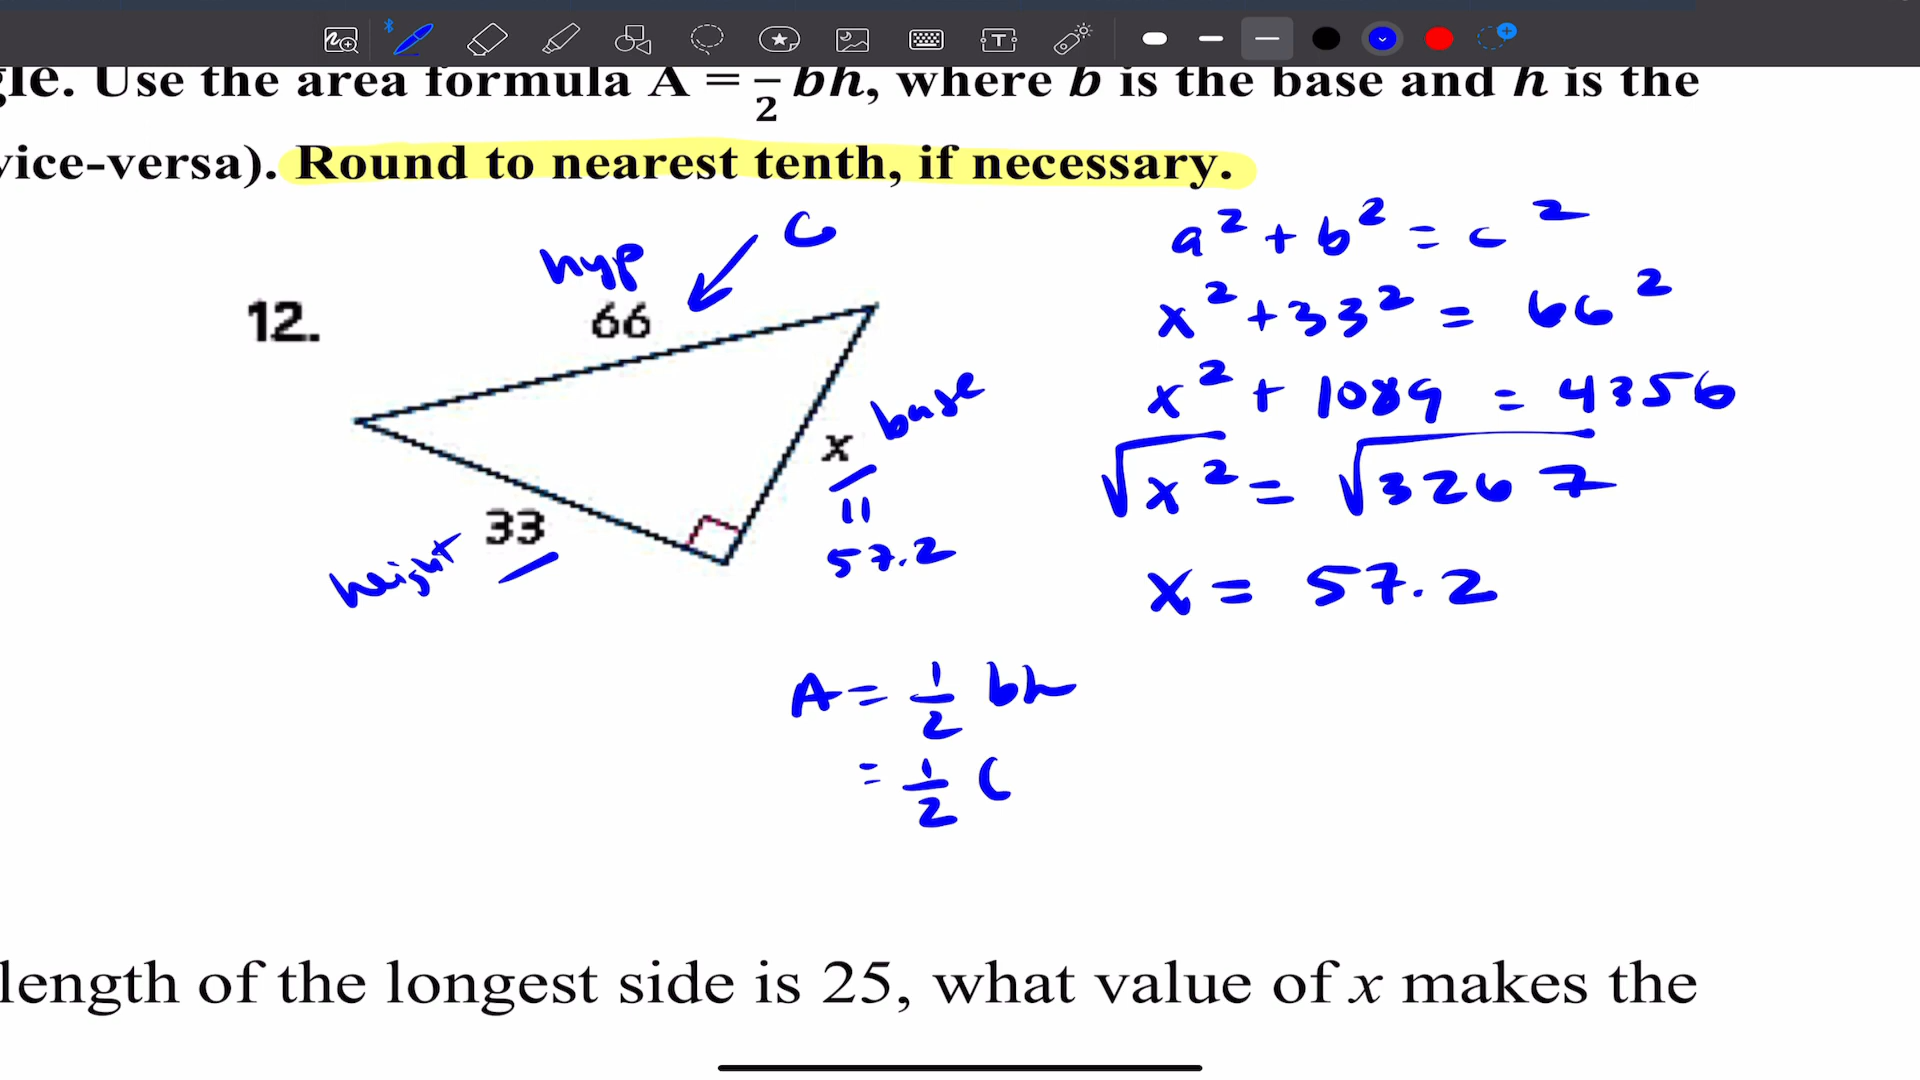 gle. Use the area formula A = — 2 bh, where b is the base and h is the
vice-versa). Round to nearest tenth, if necessary.
12.
hyp
c
66
x
base
33
height
11
57.2
a² + b² = c²
x² + 33² = 66²
x² + 1089 = 4356
√x² = √3267
x = 57.2
A = 1/2 bh
= 1/2 (
length of the longest side is 25, what value of x makes the